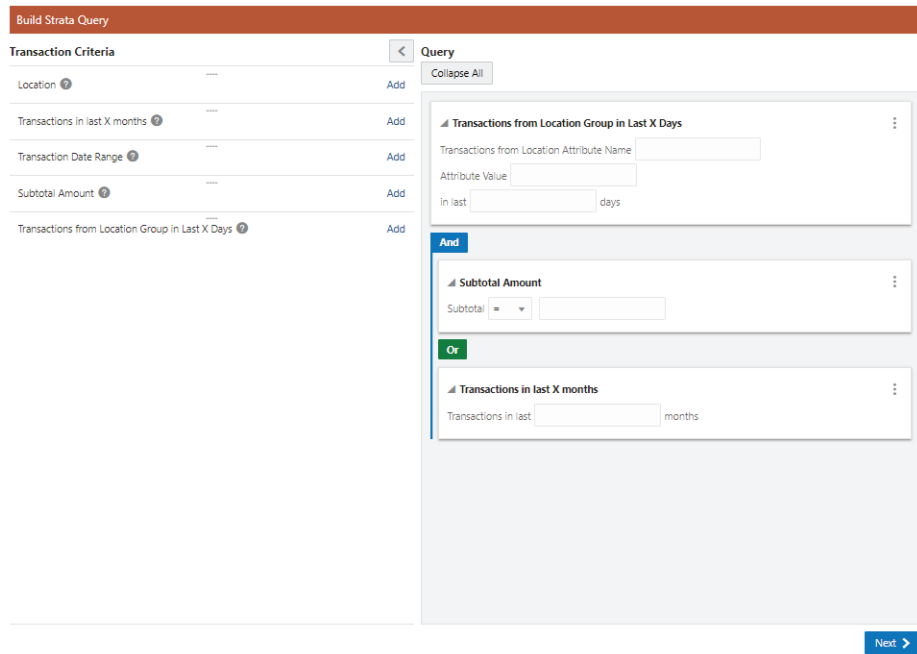 Build Strata Query
Transaction Criteria
Location ?
Add
Transactions in last X months ?
Add
Transaction Date Range ?
Add
Subtotal Amount ?
Add
Transactions from Location Group in Last X Days ?
Add
Query
Collapse All
Transactions from Location Group in Last X Days
Transactions from Location Attribute Name
Attribute Value
in last days
And
Subtotal Amount
Subtotal =
Or
Transactions in last X months
Transactions in last months
Next